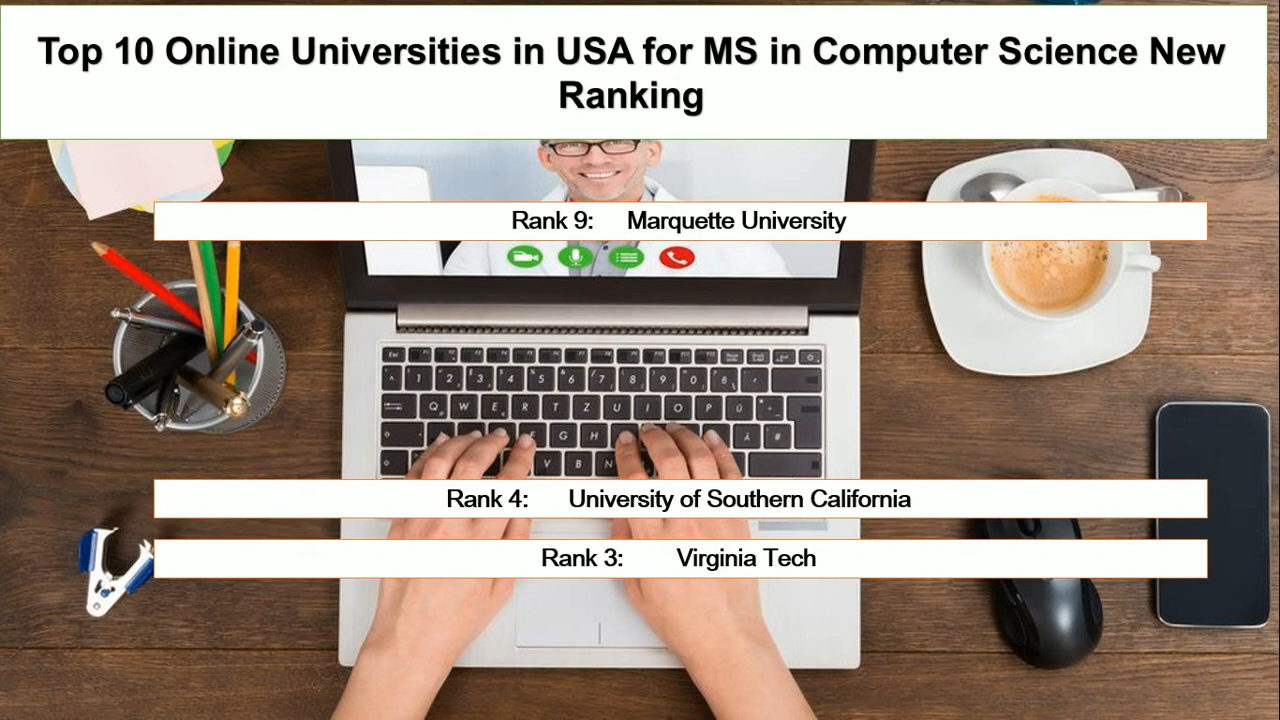 Top 10 Online Universities in USA for MS in Computer Science New
Ranking
Rank 9: Marquette University
Rank 4: University of Southern California
Rank 3: Virginia Tech